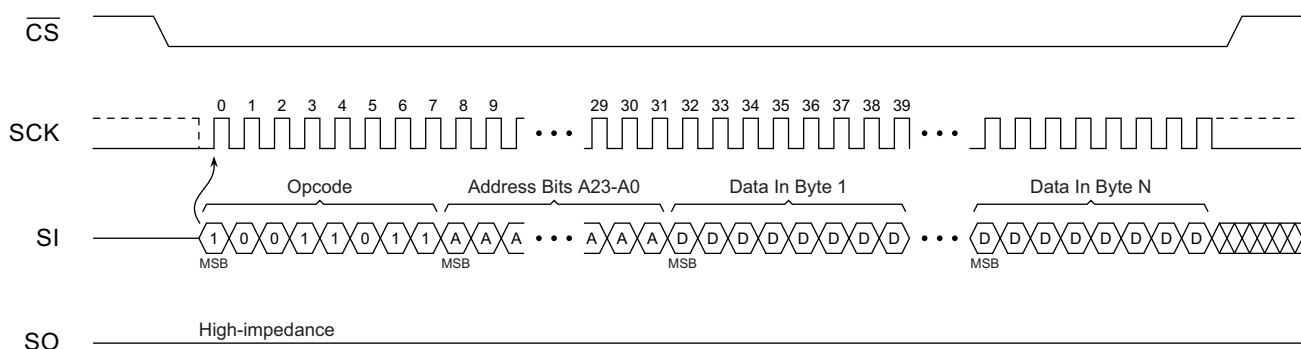 CS
0 1 2 3 4 5 6 7 8 9 29 30 31 32 33 34 35 36 37 38 39
SCK • • • • • •
Opcode Address Bits A23-A0 Data In Byte 1 Data In Byte N
SI 1 0 0 1 1 0 1 1 A A A • • • A A A D D D D D D D D • • • D D D D D D D D
MSB MSB MSB MSB
High-impedance
SO